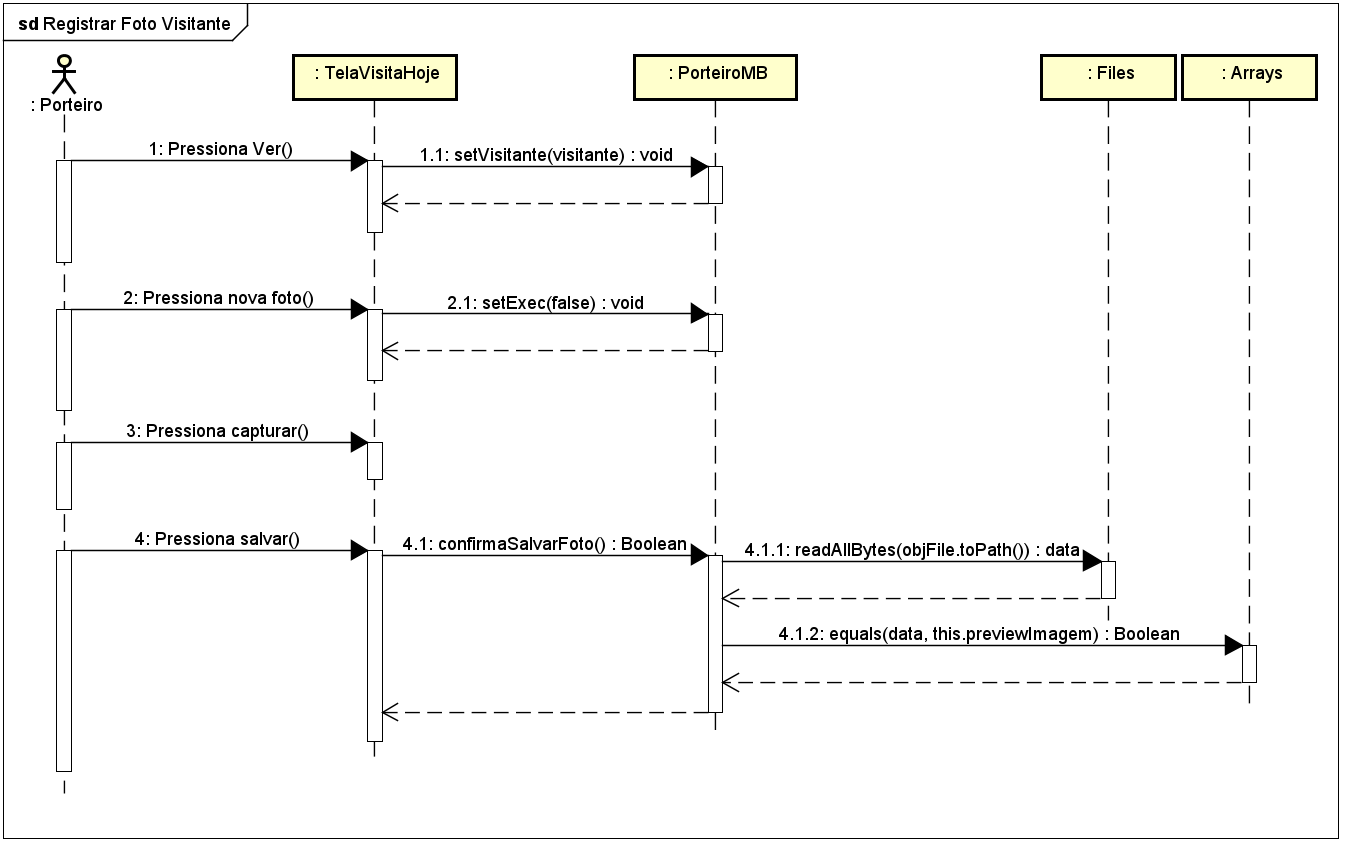 sd Registrar Foto Visitante
: Porteiro
: TelaVisitaHoje
: PorteiroMB
: Files
: Arrays
1: Pressiona Ver()
1.1: setVisitante(visitante) : void
2: Pressiona nova foto()
2.1: setExec(false) : void
3: Pressiona capturar()
4: Pressiona salvar()
4.1: confirmaSalvarFoto() : Boolean
4.1.1: readAllBytes(objFile.toPath()) : data
4.1.2: equals(data, this.previewImagem) : Boolean